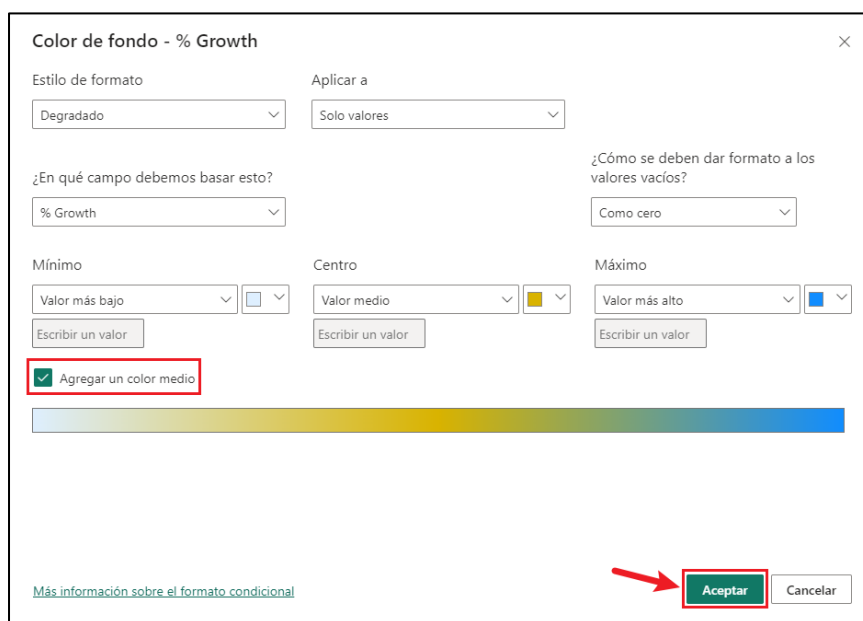 Color de fondo - % Growth
Estilo de formato
Aplicar a
Degradado
Solo valores
¿En qué campo debemos basar esto?
¿Cómo se deben dar formato a los
valores vacíos?
% Growth
Como cero
Mínimo
Centro
Máximo
Valor más bajo
Valor medio
Valor más alto
Escribir un valor
Escribir un valor
Escribir un valor
Agregar un color medio
Más información sobre el formato condicional
Aceptar
Cancelar